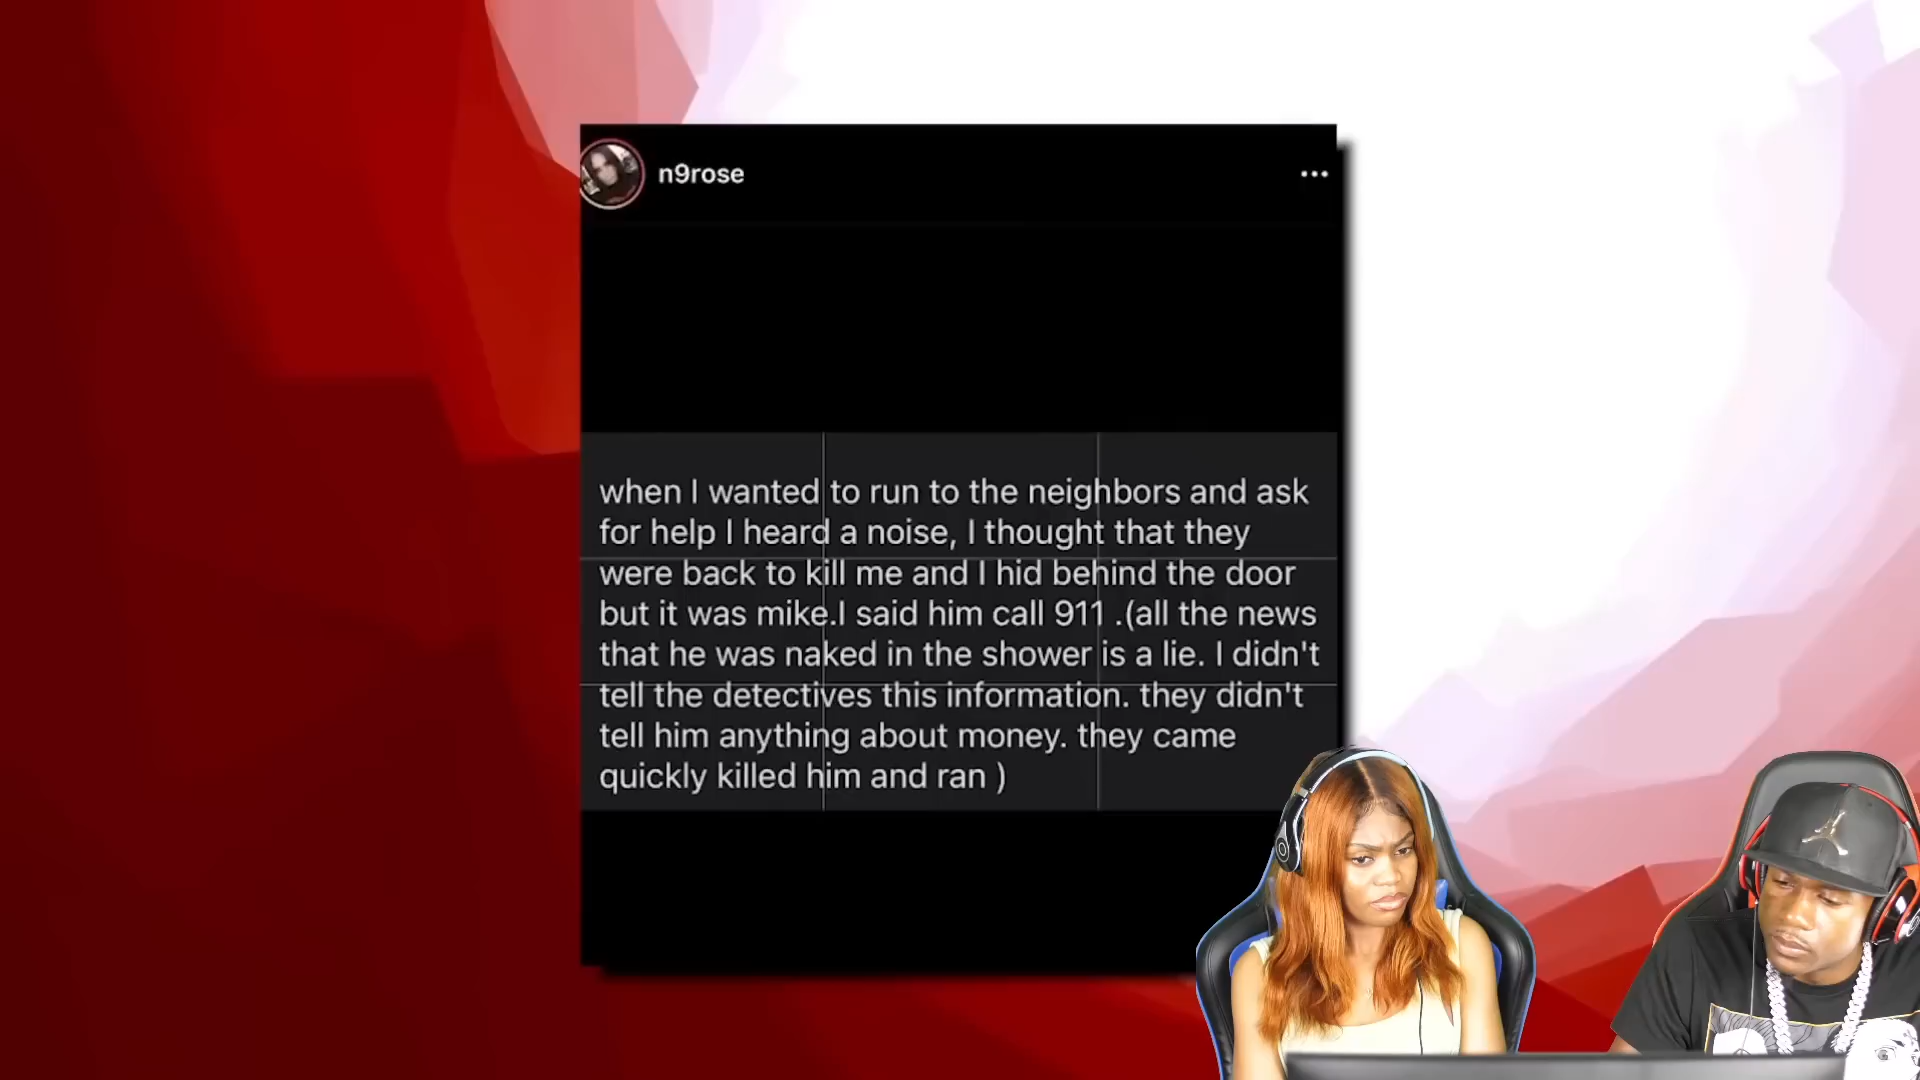 n9rose
when I wanted to run to the neighbors and ask
for help I heard a noise, I thought that they
were back to kill me and I hid behind the door
but it was mike.I said him call 911 .(all the news
that he was naked in the shower is a lie. I didn't
tell the detectives this information. they didn't
tell him anything about money. they came
quickly killed him and ran )